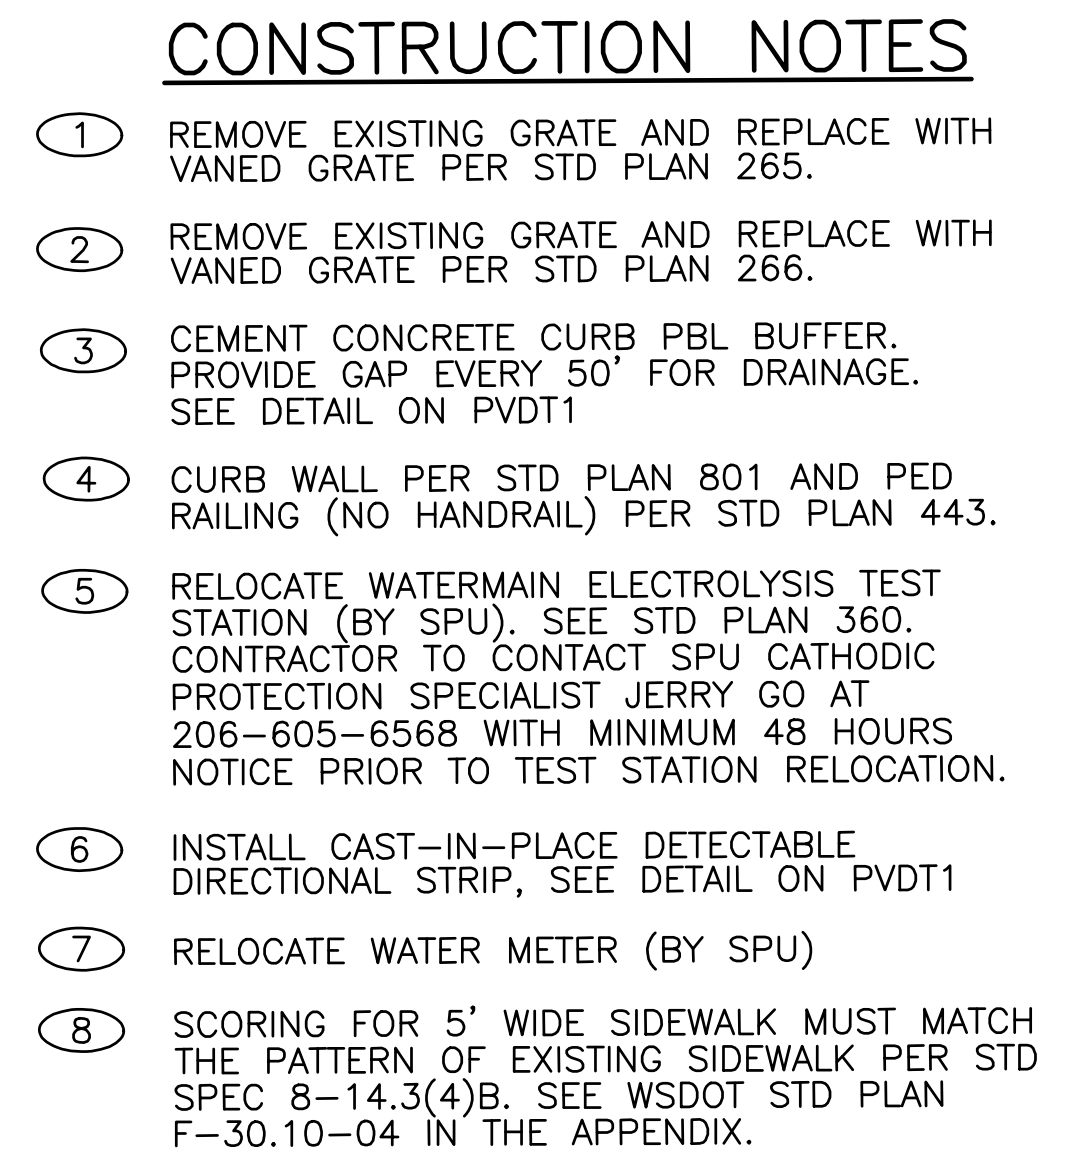 CONSTRUCTION NOTES
1 REMOVE EXISTING GRATE AND REPLACE WITH
VANED GRATE PER STD PLAN 265.
2 REMOVE EXISTING GRATE AND REPLACE WITH
VANED GRATE PER STD PLAN 266.
3 CEMENT CONCRETE CURB PBL BUFFER.
PROVIDE GAP EVERY 50' FOR DRAINAGE.
SEE DETAIL ON PVDT1
4 CURB WALL PER STD PLAN 801 AND PED
RAILING (NO HANDRAIL) PER STD PLAN 443.
5 RELOCATE WATERMAIN ELECTROLYSIS TEST
STATION (BY SPU). SEE STD PLAN 360.
CONTRACTOR TO CONTACT SPU CATHODIC
PROTECTION SPECIALIST JERRY GO AT
206-605-6568 WITH MINIMUM 48 HOURS
NOTICE PRIOR TO TEST STATION RELOCATION.
6 INSTALL CAST-IN-PLACE DETECTABLE
DIRECTIONAL STRIP, SEE DETAIL ON PVDT1
7 RELOCATE WATER METER (BY SPU)
8 SCORING FOR 5' WIDE SIDEWALK MUST MATCH
THE PATTERN OF EXISTING SIDEWALK PER STD
SPEC 8-14.3(4)B. SEE WSDOT STD PLAN
F-30.10-04 IN THE APPENDIX.